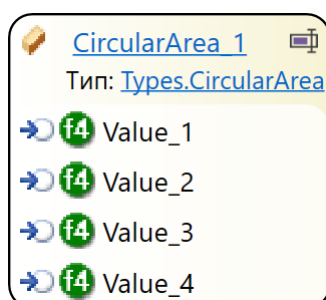 CircularArea_1
Тип: Types.CircularArea
f4 Value_1
f4 Value_2
f4 Value_3
f4 Value_4